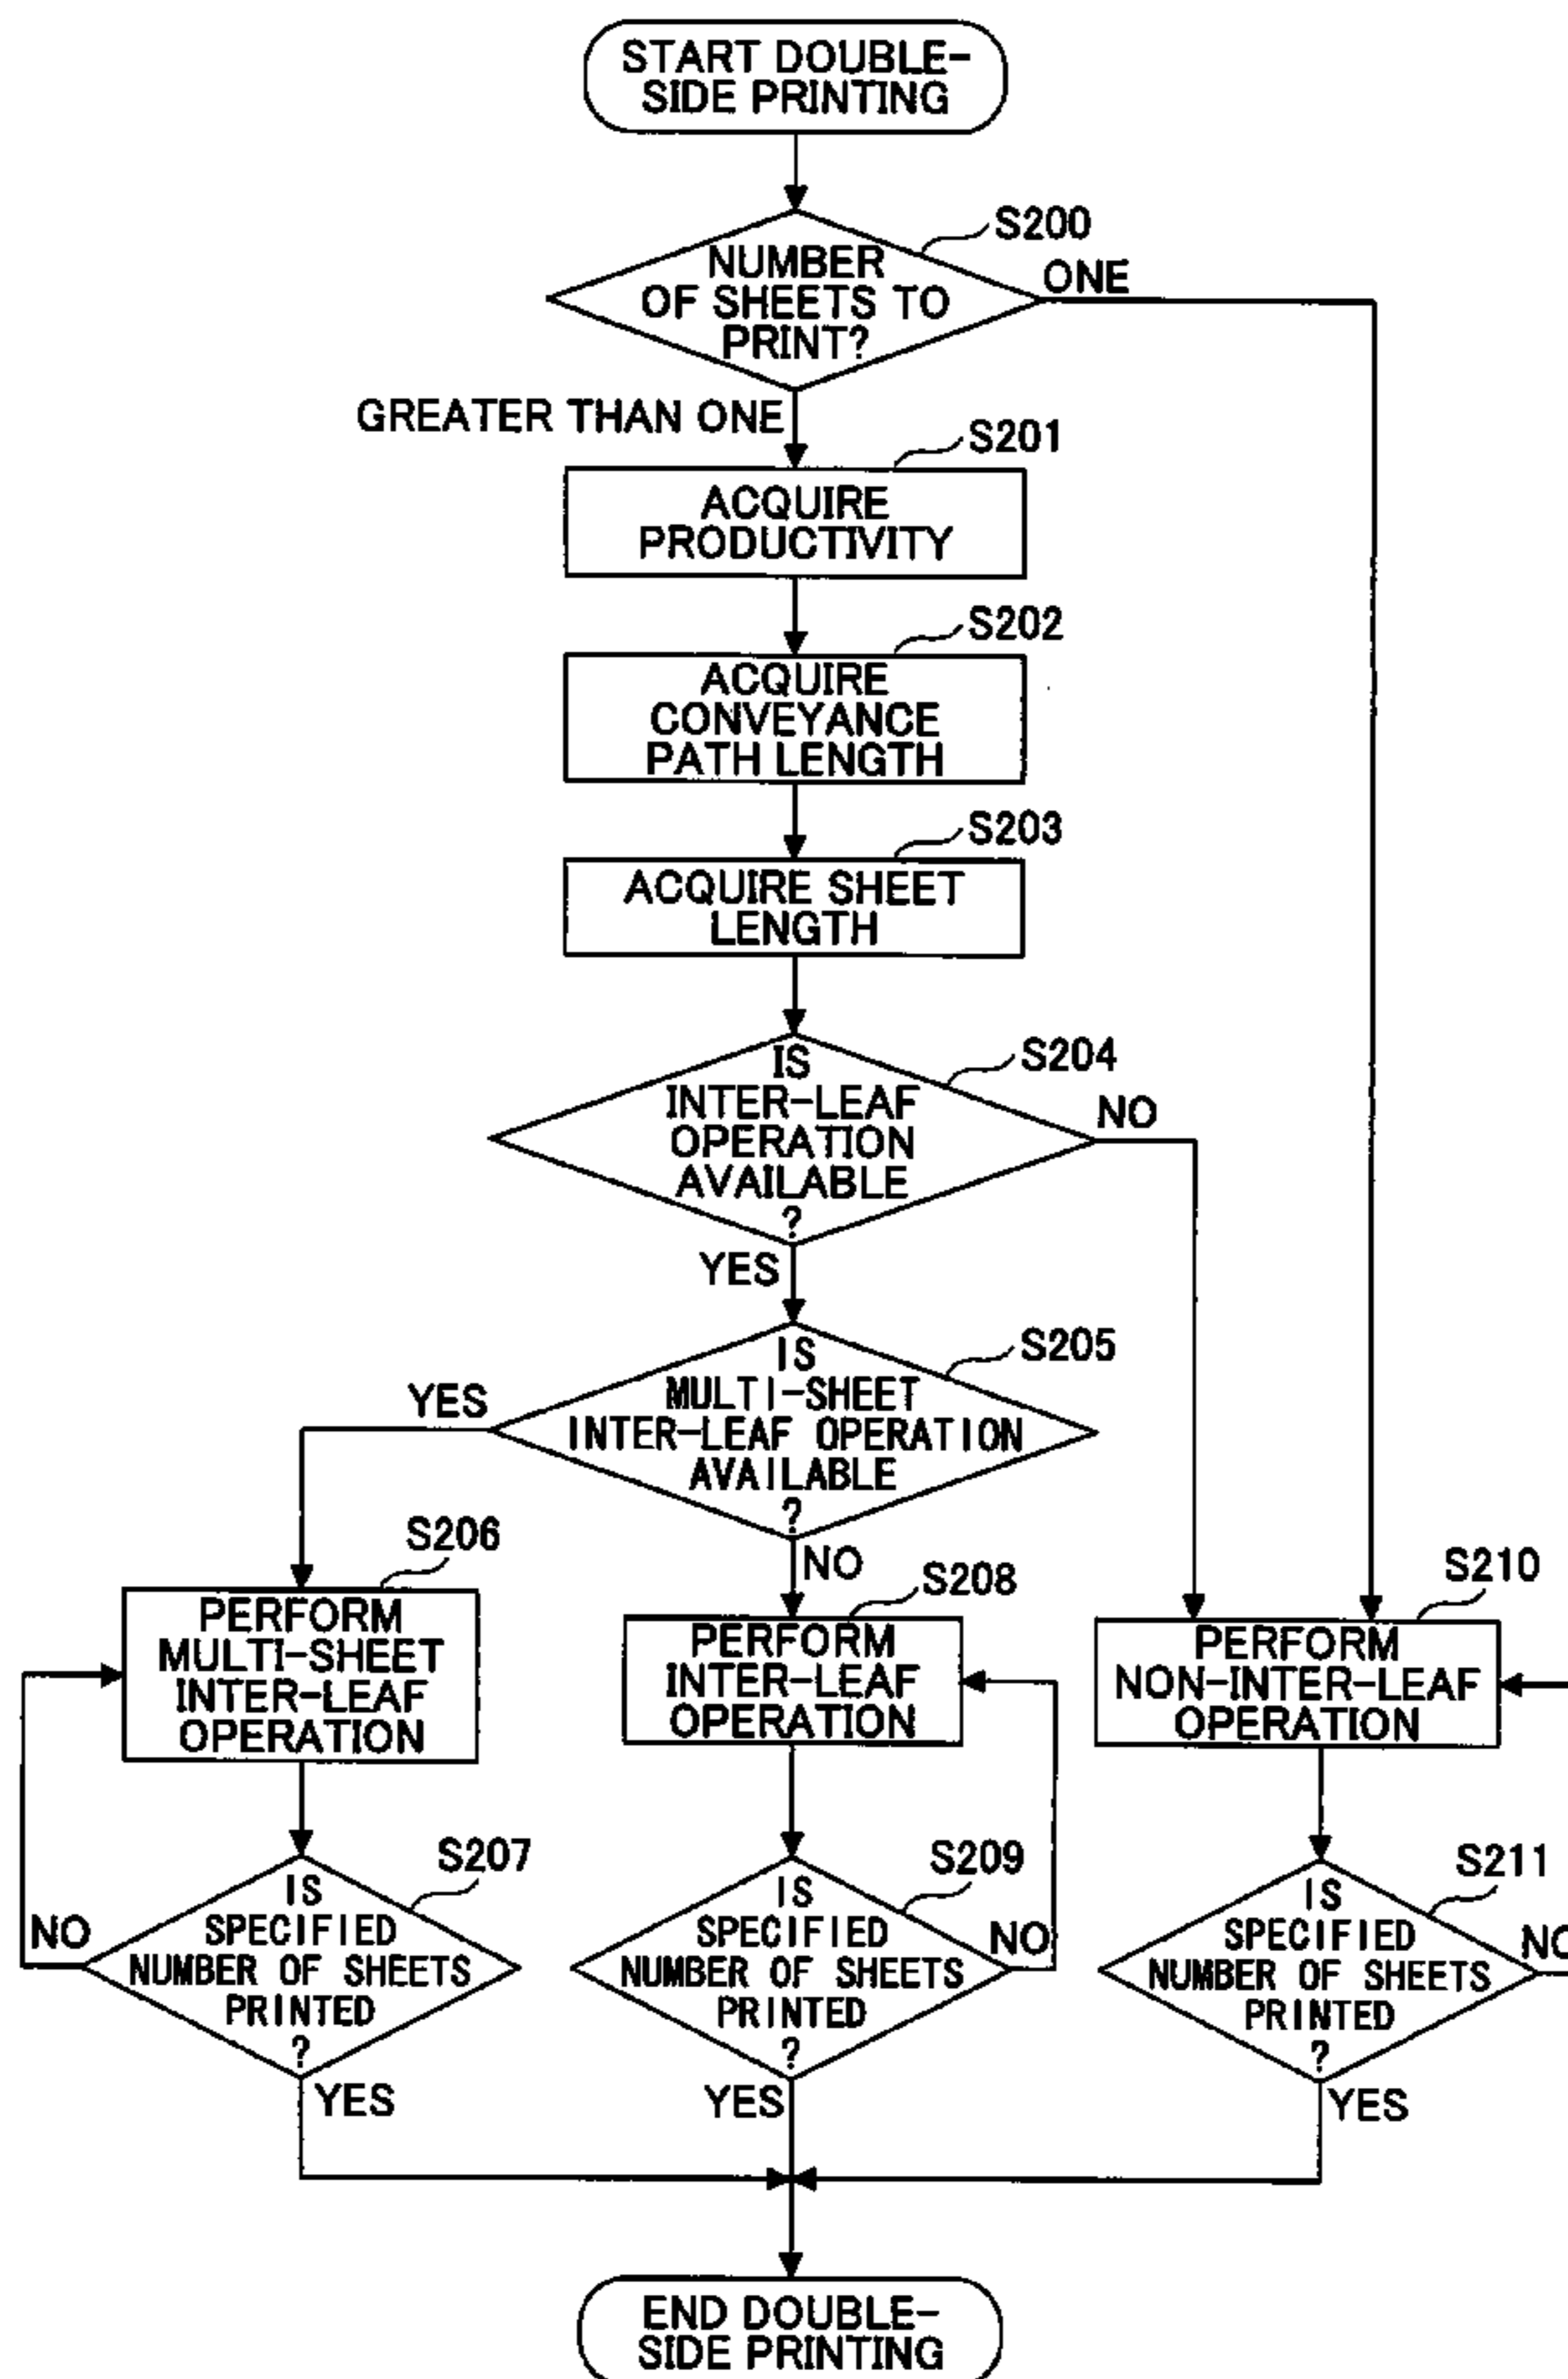 START DOUBLE-
SIDE PRINTING
S200
NUMBER
OF SHEETS TO
PRINT?
ONE
GREATER THAN ONE
S201
ACQUIRE
PRODUCTIVITY
S202
ACQUIRE
CONVEYANCE
PATH LENGTH
S203
ACQUIRE SHEET
LENGTH
S204
IS
INTER-LEAF
OPERATION
AVAILABLE
?
NO
YES
S205
IS
MULTI-SHEET
INTER-LEAF OPERATION
AVAILABLE
?
YES
NO
S206
PERFORM
MULTI-SHEET
INTER-LEAF
OPERATION
S208
PERFORM
INTER-LEAF
OPERATION
S210
PERFORM
NON-INTER-LEAF
OPERATION
S207
IS
SPECIFIED
NUMBER OF SHEETS
PRINTED
?
NO
YES
S209
IS
SPECIFIED
NUMBER OF SHEETS
PRINTED
?
NO
YES
S211
IS
SPECIFIED
NUMBER OF SHEETS
PRINTED
?
NO
YES
END DOUBLE-
SIDE PRINTING